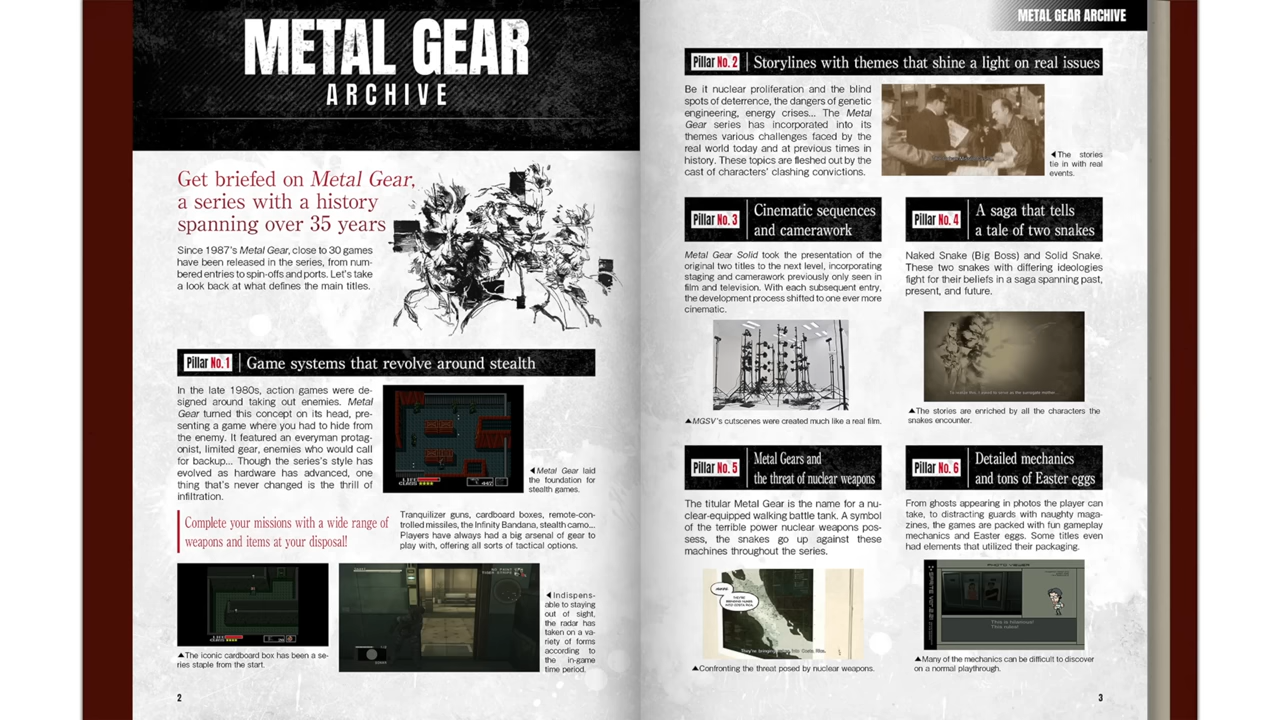 METAL GEAR
ARCHIVE
Get briefed on Metal Gear,
a series with a history
spanning over 35 years
Since 1987's Metal Gear, close to 30 games
have been released in the series, from num-
bered entries to spin-offs and ports. Let's take
a look back at what defines the main titles.
Pillar No. 1
Game systems that revolve around stealth
In the late 1980s, action games were de-
signed around taking out enemies. Metal
Gear turned this concept on its head, pre-
senting a game where you had to hide from
the enemy. It featured an everyman protag-
onist, limited gear, enemies who would call
for backup... Though the series's style has
evolved as hardware has advanced, one
thing that's never changed is the thrill of
infiltration.
LIFE
CLASS
◀Metal Gear laid
the foundation for
stealth games.
Complete your missions with a wide range of
weapons and items at your disposal!
Tranquilizer guns, cardboard boxes, remote-con-
trolled missiles, the Infinity Bandana, stealth camo...
Players have always had a big arsenal of gear to
play with, offering all sorts of tactical options.
LIFE
CLASS
▲The iconic cardboard box has been a se-
ries staple from the start.
◀Indispens-
able to staying
out of sight,
the radar has
taken on a va-
riety of forms
according to
the in-game
time period.
2
METAL GEAR ARCHIVE
Pillar No. 2
Storylines with themes that shine a light on real issues
Be it nuclear proliferation and the blind
spots of deterrence, the dangers of genetic
engineering, energy crises... The Metal
Gear series has incorporated into its
themes various challenges faced by the
real world today and at previous times in
history. These topics are fleshed out by the
cast of characters' clashing convictions.
◀The stories
tie in with real
events.
Pillar No. 3
Cinematic sequences
and camerawork
Metal Gear Solid took the presentation of the
original two titles to the next level, incorporating
staging and camerawork previously only seen in
film and television. With each subsequent entry,
the development process shifted to one ever more
cinematic.
▲MGSV's cutscenes were created much like a real film.
Pillar No. 4
A saga that tells
a tale of two snakes
Naked Snake (Big Boss) and Solid Snake.
These two snakes with differing ideologies
fight for their beliefs in a saga spanning past,
present, and future.
▲The stories are enriched by all the characters the
snakes encounter.
Pillar No. 5
Metal Gears and
the threat of nuclear weapons
The titular Metal Gear is the name for a nu-
clear-equipped walking battle tank. A symbol
of the terrible power nuclear weapons pos-
sess, the snakes go up against these
machines throughout the series.
▲Confronting the threat posed by nuclear weapons.
Pillar No. 6
Detailed mechanics
and tons of Easter eggs
From ghosts appearing in photos the player can
take, to distracting guards with naughty maga-
zines, the games are packed with fun gameplay
mechanics and Easter eggs. Some titles even
had elements that utilized their packaging.
PHOTO VIEWER
This is hilarious!
▲Many of the mechanics can be difficult to discover
on a normal playthrough.
3